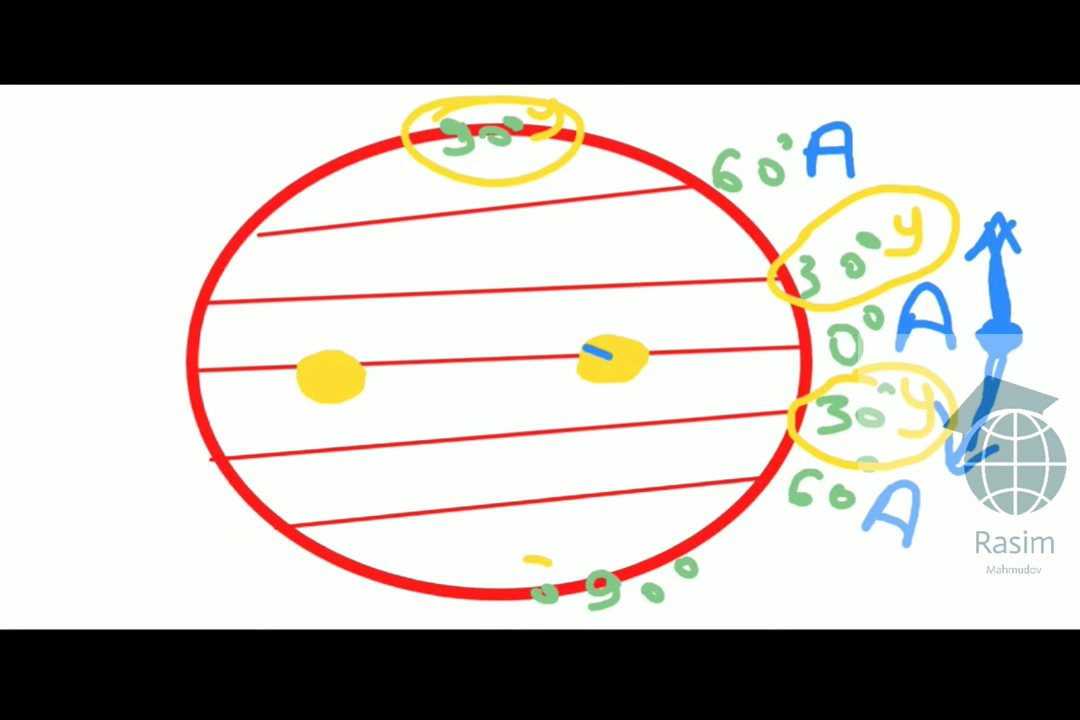 90° y
60° A
30° y
0° A
30° y
60° A
90°
Rasim
Mahmudov